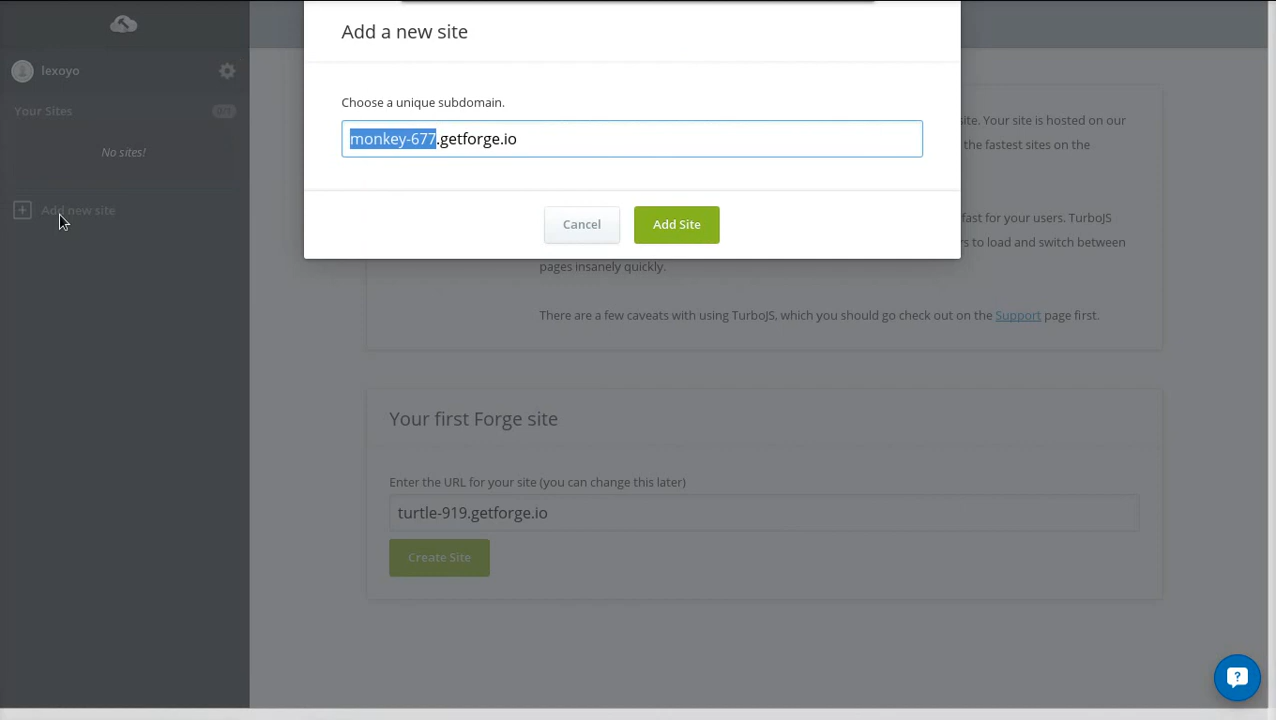 Add a new site
Choose a unique subdomain.
monkey-677.getforge.io
Cancel
Add Site
lexoyo
Your Sites
No sites!
Add new site
site. Your site is hosted on our
the fastest sites on the
fast for your users. TurboJS
to load and switch between
pages insanely quickly.
There are a few caveats with using TurboJS, which you should go check out on the Support page first.
Your first Forge site
Enter the URL for your site (you can change this later)
turtle-919.getforge.io
Create Site